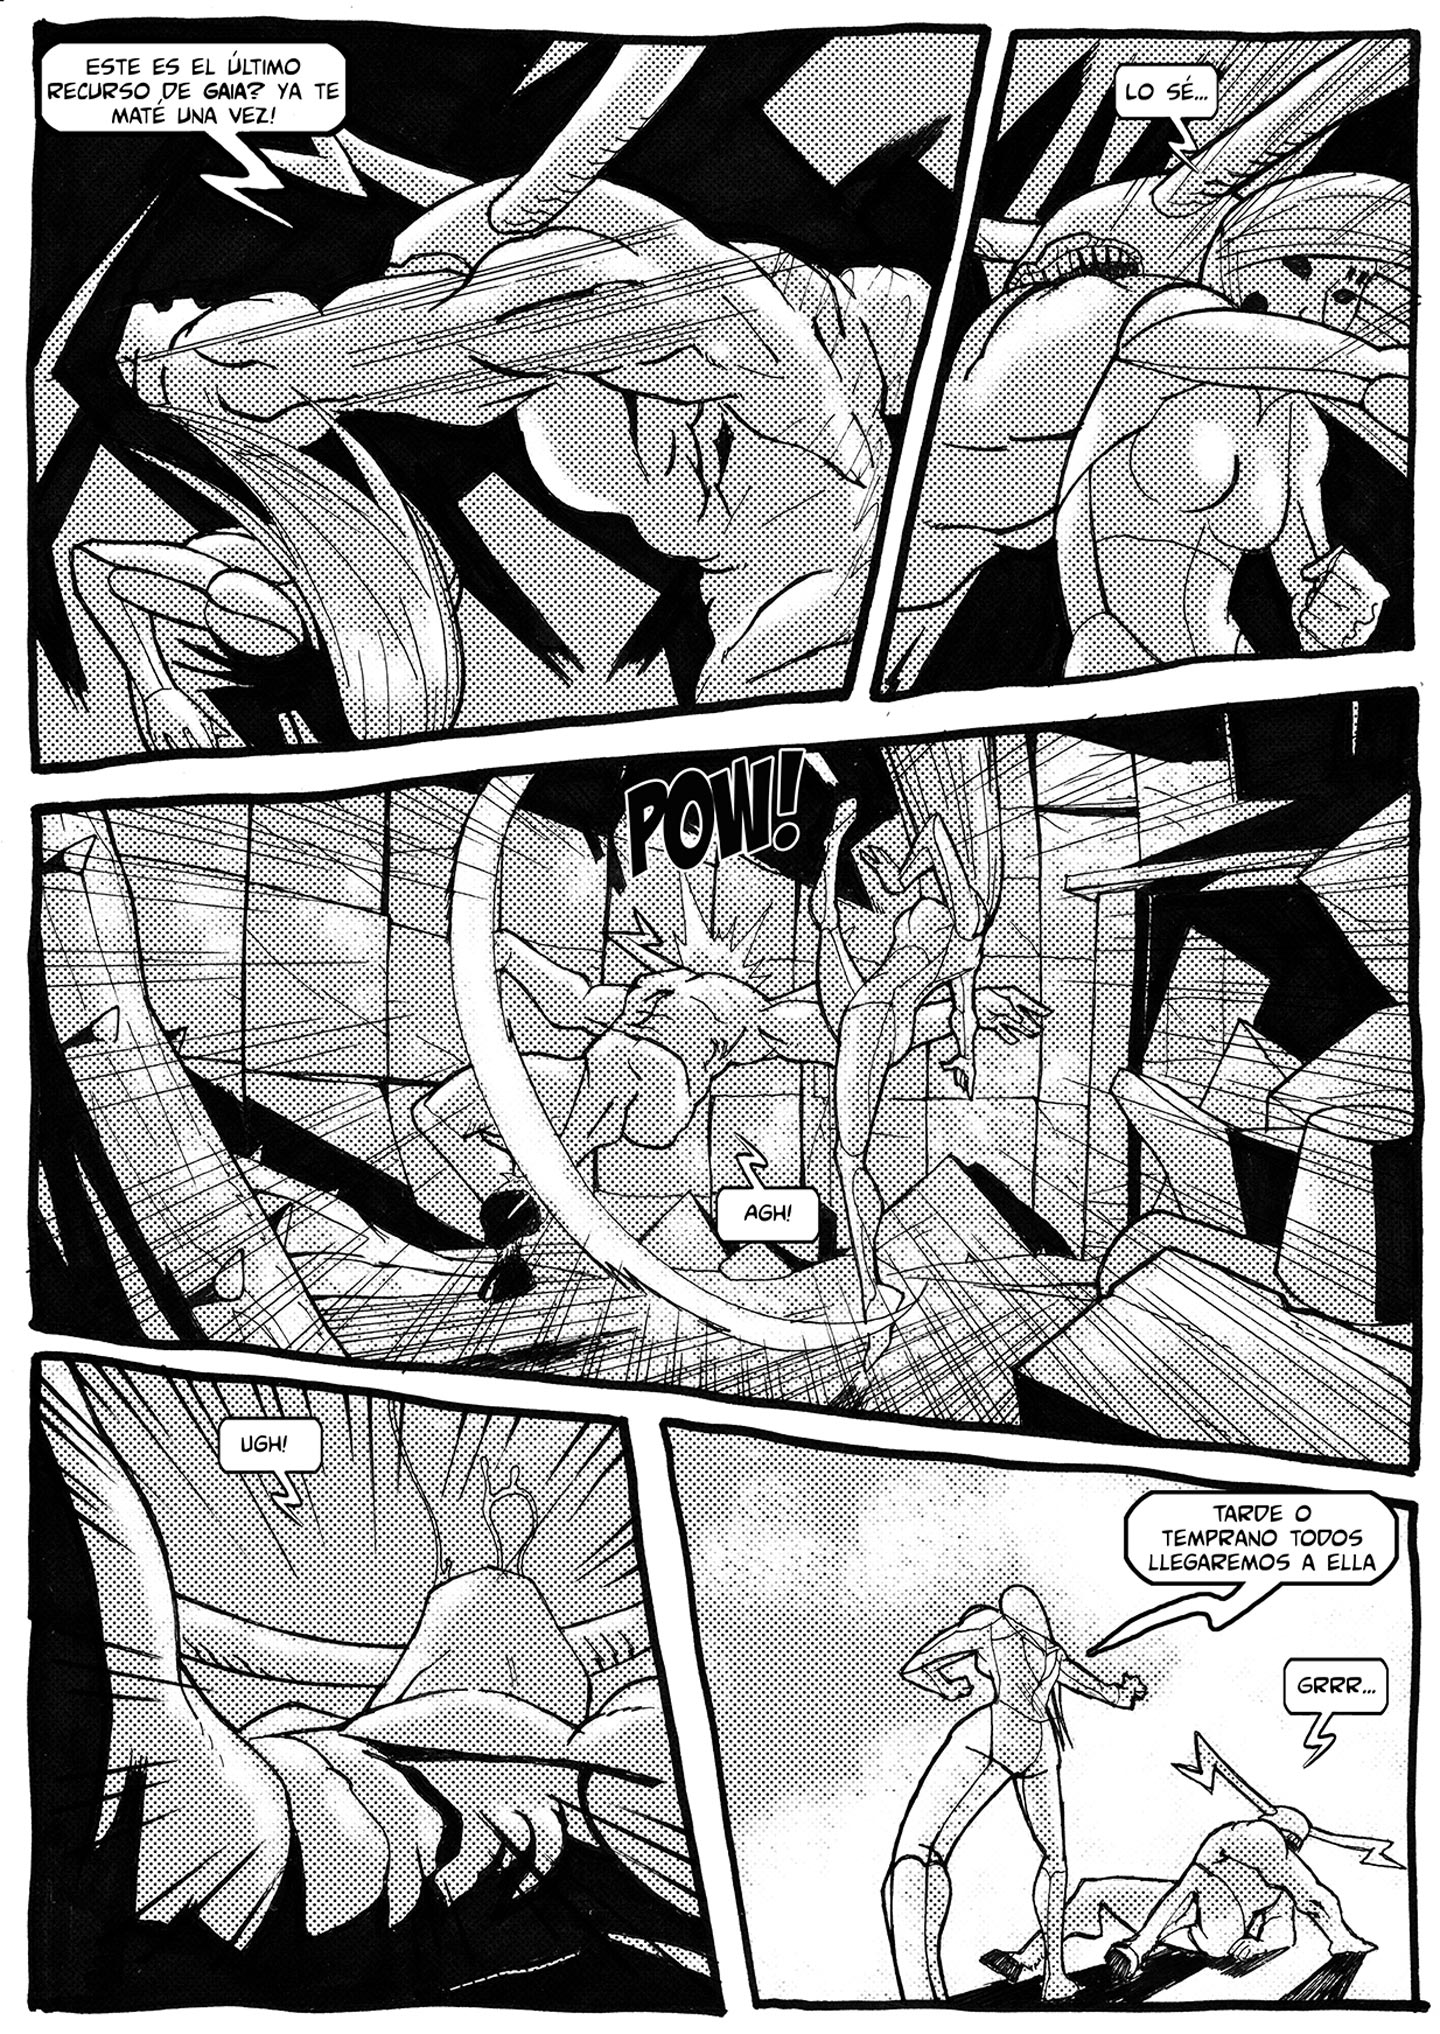 ESTE ES EL ÚLTIMO
RECURSO DE GAIA? YA TE
MATÉ UNA VEZ!
LO SÉ...
POW!
AGH!
UGH!
TARDE O
TEMPRANO TODOS
LLEGAREMOS A ELLA
GRRR...